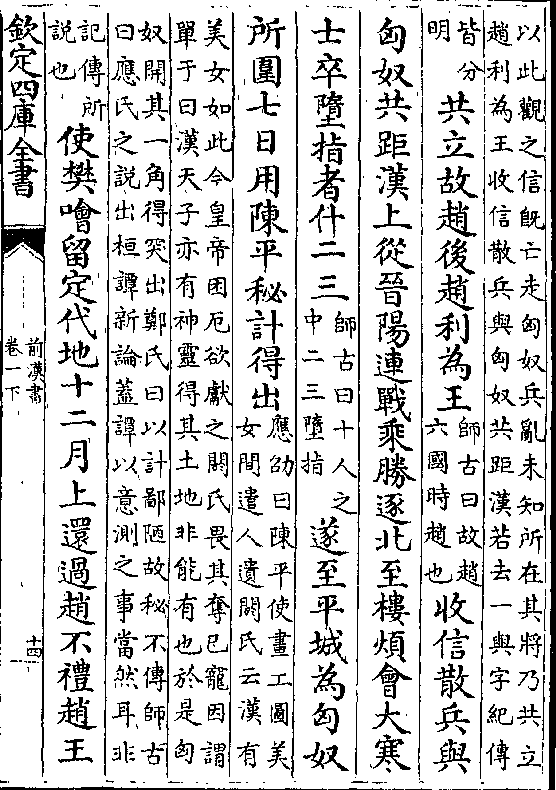 以此觀之信既亡走匈奴兵亂未知所在其將乃共立
趙利為王收信散兵與匈奴共距漢若去一與字紀傳
皆分
明
共立故趙後趙利為王
師古曰故趙
六國時趙也
收信散兵與
匈奴共距漢上從晉陽連戰乘勝逐北至樓煩會大寒
士卒墮指者什二三
師古曰十人之
中二三墮指
遂至平城為匈奴
所圍七日用陳平秘計得出
應劭曰陳平使畫工圖美
女間遣人遺閼氏云漢有
美女如此今皇帝困厄欲獻之閼氏畏其奪已寵因謂
單于曰漢天子亦有神靈得其土地非能有也於是匈
奴開其一角得突出鄭氏曰以計鄙陋故秘不傳師古
曰應氏之說出桓譚新論蓋譚以意測之事當然耳非
記傳所
說也
使樊噲留定代地十二月上還過趙不禮趙王
欽定四庫全書
前漢書
卷一下
十四